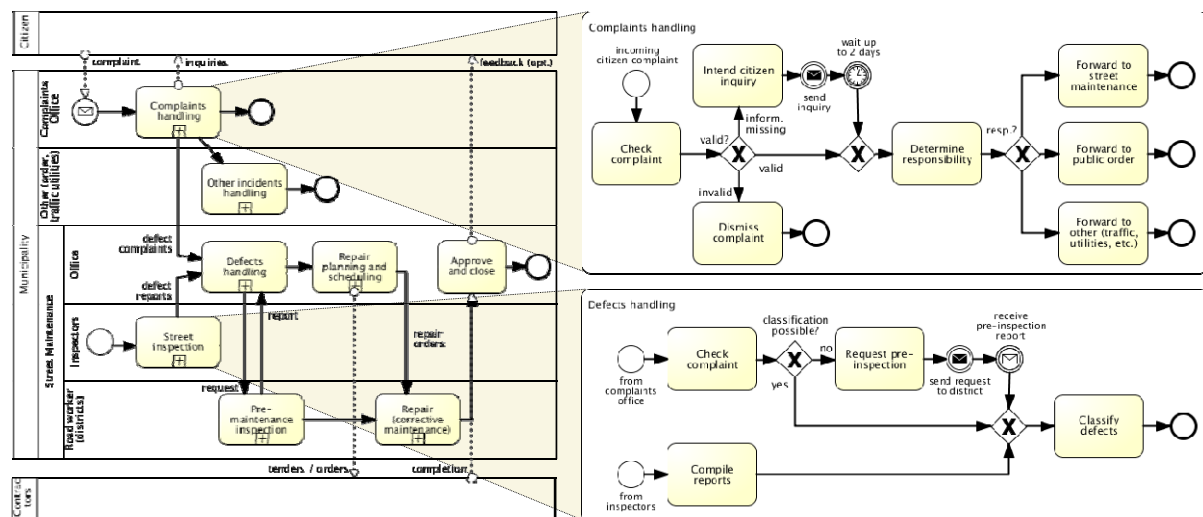 Citizen
complaint
inquiries
feedback (opt.)
Municipality
Complaints
Office
Complaints
handling
Other (order,
traffic utilities)
Other incidents
handling
Street Maintenance
Office
defect
complaints
Defects
handling
Repair
planning and
scheduling
Approve
and close
defect
reports
Inspectors
Street
inspection
report
repair
orders
request
Road worker
(districts)
Pre-
maintenance
inspection
Repair
(corrective
maintenance)
tenders / orders
completion
Contrac
tors
Complaints handling
incoming
citizen complaint
Check
complaint
valid?
inform.
missing
valid
invalid
Intend citizen
inquiry
send
inquiry
wait up
to 2 days
Dismiss
complaint
Determine
responsibility
resp.?
Forward to
street
maintenance
Forward to
public order
Forward to
other (traffic,
utilities, etc.)
Defects handling
from
complaints
office
Check
complaint
classification
possible?
no
yes
Request pre-
inspection
send request
to district
receive
pre-inspection
report
Classify
defects
from
inspectors
Compile
reports